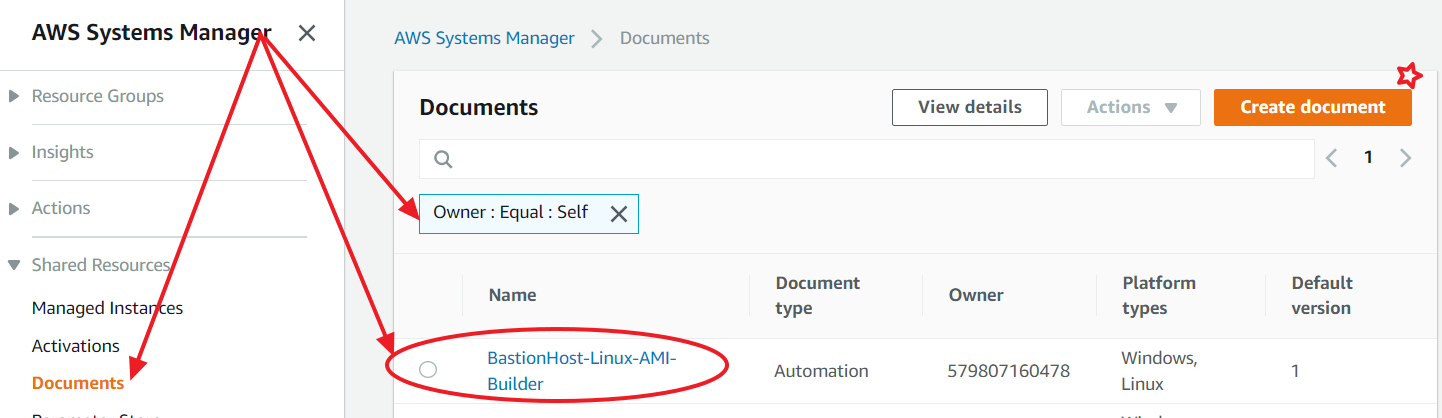 AWS Systems Manager
Resource Groups
Insights
Actions
Shared Resources
Managed Instances
Activations
Documents
AWS Systems Manager > Documents
Documents
View details
Actions
Create document
1
Owner : Equal : Self
Name
Document type
Owner
Platform types
Default version
BastionHost-Linux-AMI-
Builder
Automation
579807160478
Windows,
Linux
1